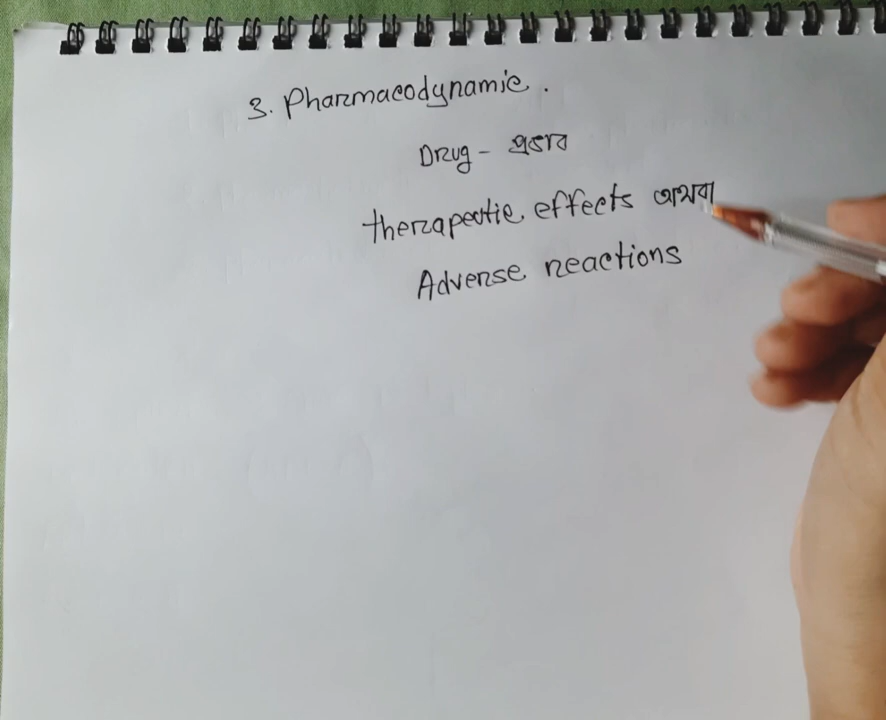 3. Pharmacodynamic.
Drug - প্রভাব
therapeutic effects অথবা
Adverse reactions